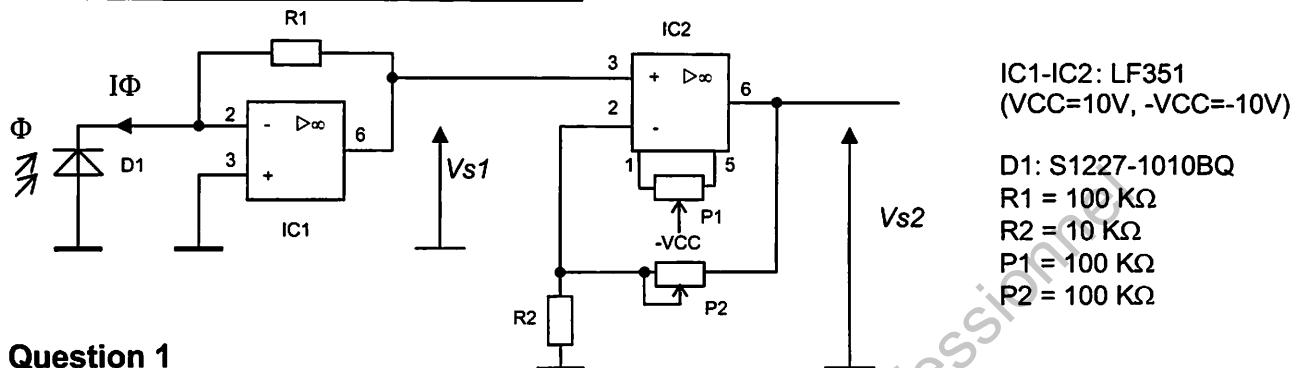 R1
IC2
IΦ
Φ
D1
2
-
▷∞
3
+
6
IC1
Vs1
3
+
▷∞
2
-
6
1
5
P1
-VCC
P2
R2
Vs2
IC1-IC2: LF351
(VCC=10V, -VCC=-10V)
D1: S1227-1010BQ
R1 = 100 KΩ
R2 = 10 KΩ
P1 = 100 KΩ
P2 = 100 KΩ
Question 1